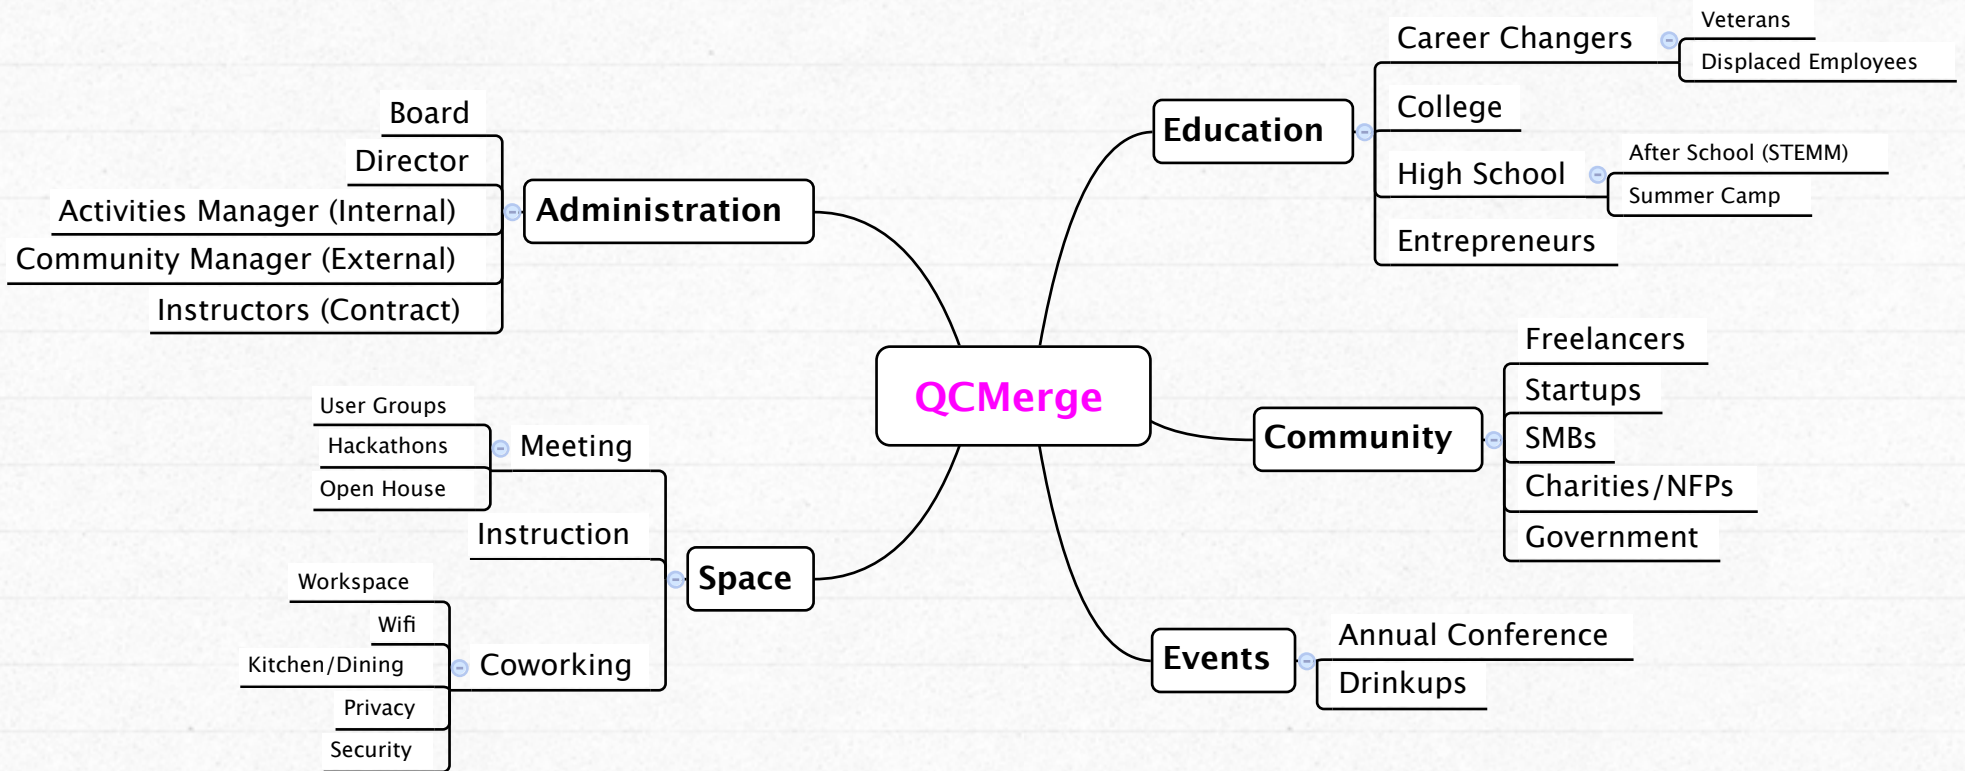 QCMerge
Education
Career Changers
Veterans
Displaced Employees
College
High School
After School (STEMM)
Summer Camp
Entrepreneurs
Community
Freelancers
Startups
SMBs
Charities/NFPs
Government
Events
Annual Conference
Drinkups
Administration
Board
Director
Activities Manager (Internal)
Community Manager (External)
Instructors (Contract)
Space
Meeting
User Groups
Hackathons
Open House
Instruction
Coworking
Workspace
Wifi
Kitchen/Dining
Privacy
Security